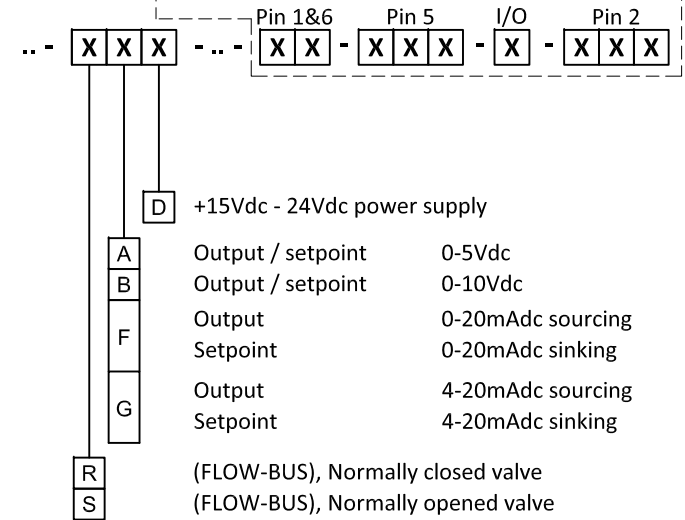 Pin 1&6 Pin 5 I/O Pin 2
.. - X X X - .. - X X - X X X - X - X X X
D +15Vdc - 24Vdc power supply
A Output / setpoint 0-5Vdc
B Output / setpoint 0-10Vdc
F Output 0-20mAdc sourcing
Setpoint 0-20mAdc sinking
G Output 4-20mAdc sourcing
Setpoint 4-20mAdc sinking
R (FLOW-BUS), Normally closed valve
S (FLOW-BUS), Normally opened valve